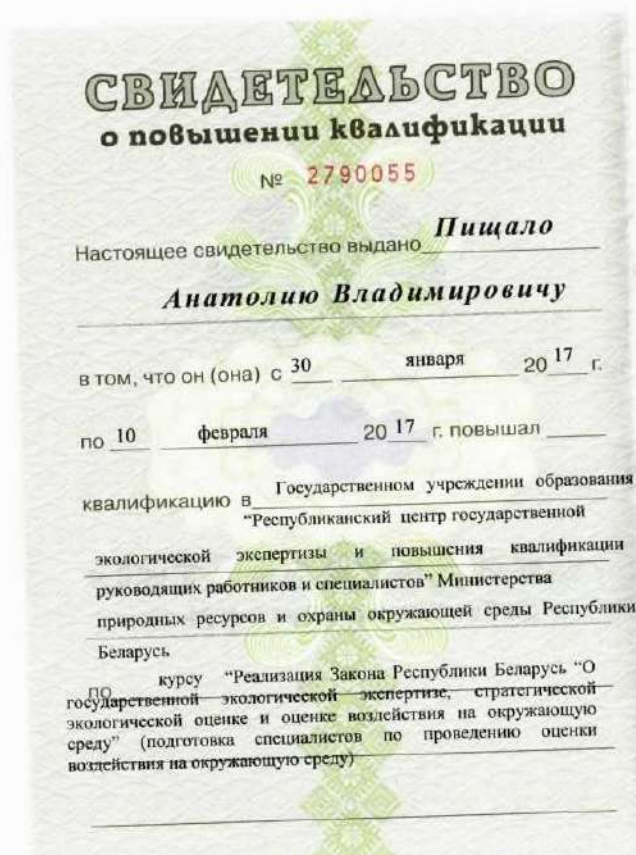 СВИДЕТЕЛЬСТВО
о повышении квалификации
№ 2790055
Настоящее свидетельство выдано Пищало
Анатолию Владимировичу
в том, что он (она) с 30 января 20 17 г.
по 10 февраля 20 17 г. повышал
квалификацию в Государственном учреждении образования
“Республиканский центр государственной
экологической экспертизы и повышения квалификации
руководящих работников и специалистов” Министерства
природных ресурсов и охраны окружающей среды Республики
Беларусь
по курсу “Реализация Закона Республики Беларусь “О
государственной экологической экспертизе, стратегической
экологической оценке и оценке воздействия на окружающую
среду” (подготовка специалистов по проведению оценки
воздействия на окружающую среду)